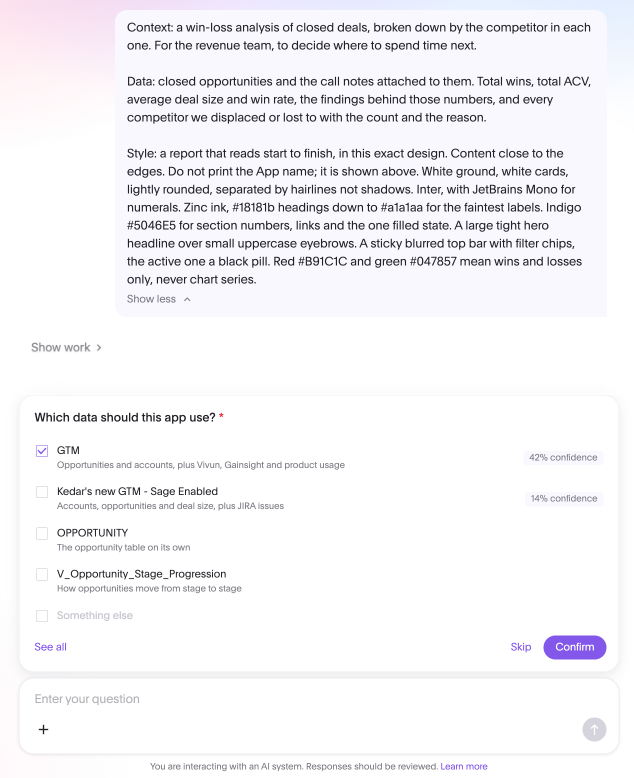 Context: a win-loss analysis of closed deals, broken down by the competitor in each
one. For the revenue team, to decide where to spend time next.
Data: closed opportunities and the call notes attached to them. Total wins, total ACV,
average deal size and win rate, the findings behind those numbers, and every
competitor we displaced or lost to with the count and the reason.
Style: a report that reads start to finish, in this exact design. Content close to the
edges. Do not print the App name; it is shown above. White ground, white cards,
lightly rounded, separated by hairlines not shadows. Inter, with JetBrains Mono for
numerals. Zinc ink, #18181b headings down to #a1a1aa for the faintest labels. Indigo
#5046E5 for section numbers, links and the one filled state. A large tight hero
headline over small uppercase eyebrows. A sticky blurred top bar with filter chips,
the active one a black pill. Red #B91C1C and green #047857 mean wins and losses
only, never chart series.
Show less
Show work
Which data should this app use? *
GTM
Opportunities and accounts, plus Vivun, Gainsight and product usage
42% confidence
Kedar's new GTM - Sage Enabled
Accounts, opportunities and deal size, plus JIRA issues
14% confidence
OPPORTUNITY
The opportunity table on its own
V_Opportunity_Stage_Progression
How opportunities move from stage to stage
Something else
See all
Skip
Confirm
Enter your question
You are interacting with an AI system. Responses should be reviewed. Learn more